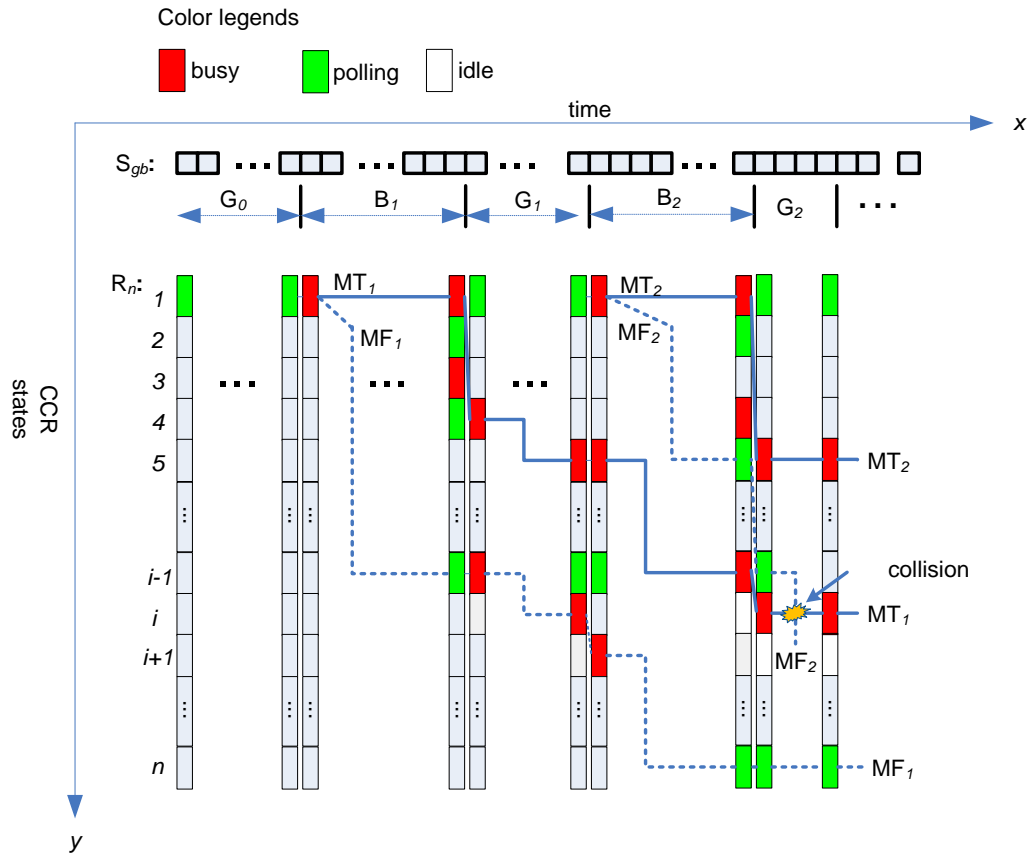 Color legends
busy polling idle
time
x
S_gb:
G_0 B_1 G_1 B_2 G_2
R_n:
1 MT_1 MT_2
2 MF_1 MF_2
3
4
5 MT_2
i-1 collision
i MT_1
i+1 MF_2
n MF_1
CCR
states
y